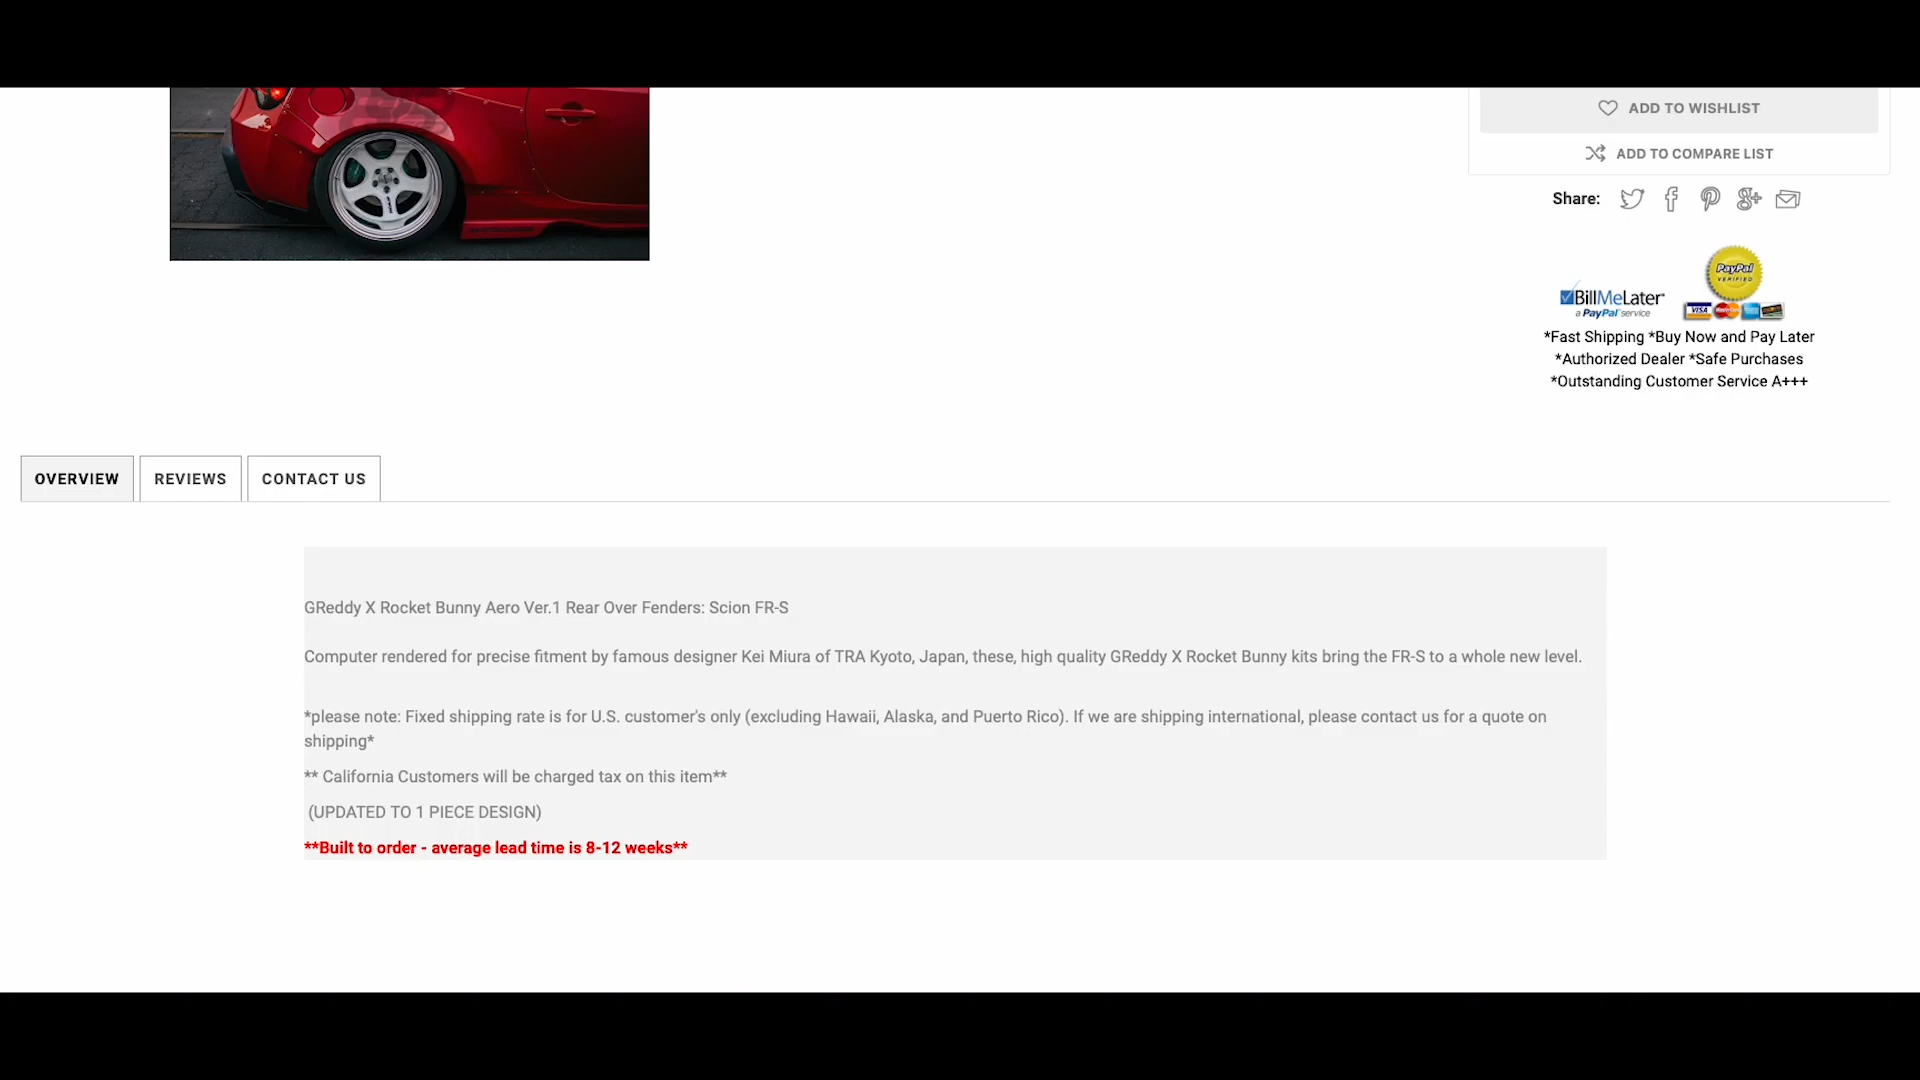 ADD TO WISHLIST
ADD TO COMPARE LIST
Share:
PayPal
VERIFIED
BillMeLater
a PayPal service
VISA
*Fast Shipping *Buy Now and Pay Later
*Authorized Dealer *Safe Purchases
*Outstanding Customer Service A+++
OVERVIEW
REVIEWS
CONTACT US
GReddy X Rocket Bunny Aero Ver.1 Rear Over Fenders: Scion FR-S
Computer rendered for precise fitment by famous designer Kei Miura of TRA Kyoto, Japan, these, high quality GReddy X Rocket Bunny kits bring the FR-S to a whole new level.
*please note: Fixed shipping rate is for U.S. customer's only (excluding Hawaii, Alaska, and Puerto Rico). If we are shipping international, please contact us for a quote on
shipping*
** California Customers will be charged tax on this item**
(UPDATED TO 1 PIECE DESIGN)
**Built to order - average lead time is 8-12 weeks**